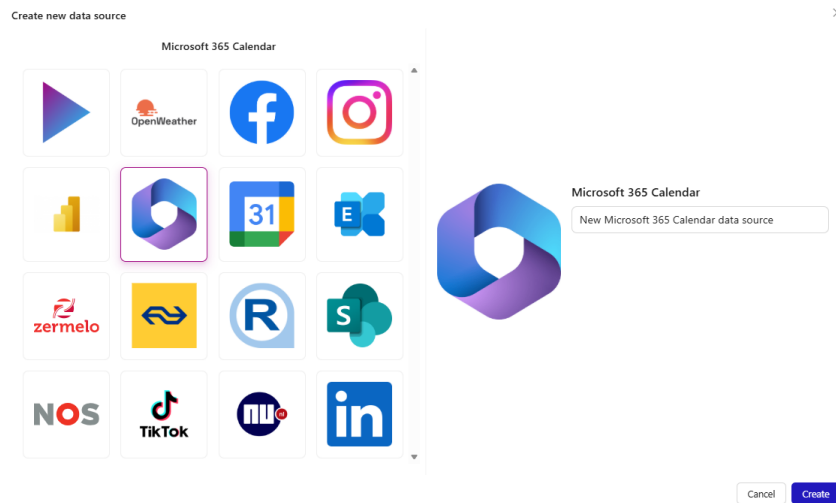 Create new data source
Microsoft 365 Calendar
OpenWeather
31
E
zermelo
R
S
NOS
TikTok
NU.nl
in
Microsoft 365 Calendar
New Microsoft 365 Calendar data source
Cancel
Create